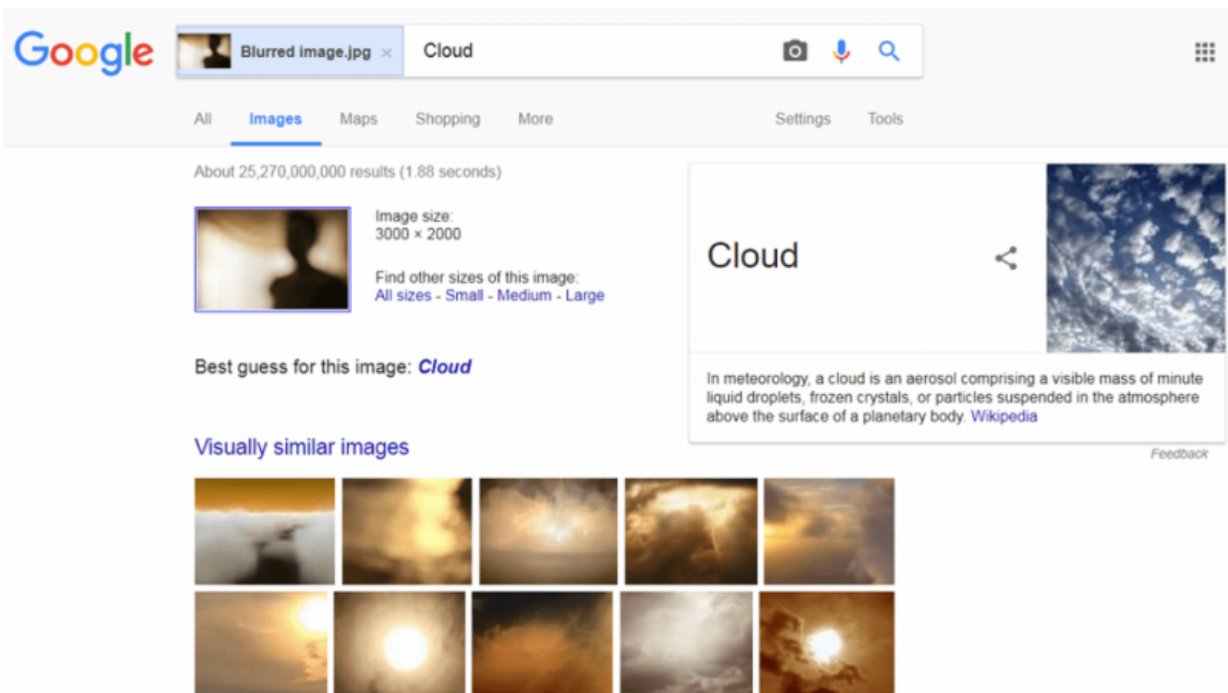 Google
Blurred image.jpg ×
Cloud
All Images Maps Shopping More Settings Tools
About 25,270,000,000 results (1.88 seconds)
Image size:
3000 × 2000
Find other sizes of this image:
All sizes - Small - Medium - Large
Best guess for this image: Cloud
Cloud
In meteorology, a cloud is an aerosol comprising a visible mass of minute
liquid droplets, frozen crystals, or particles suspended in the atmosphere
above the surface of a planetary body. Wikipedia
Feedback
Visually similar images